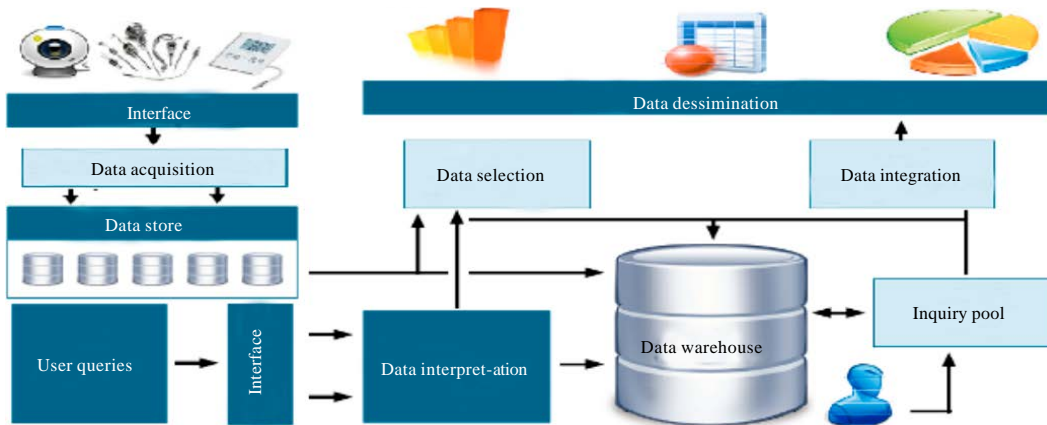 Interface
Data dessimination
Data acquisition
Data selection
Data integration
Data store
User queries
Interface
Data interpret-ation
Data warehouse
Inquiry pool